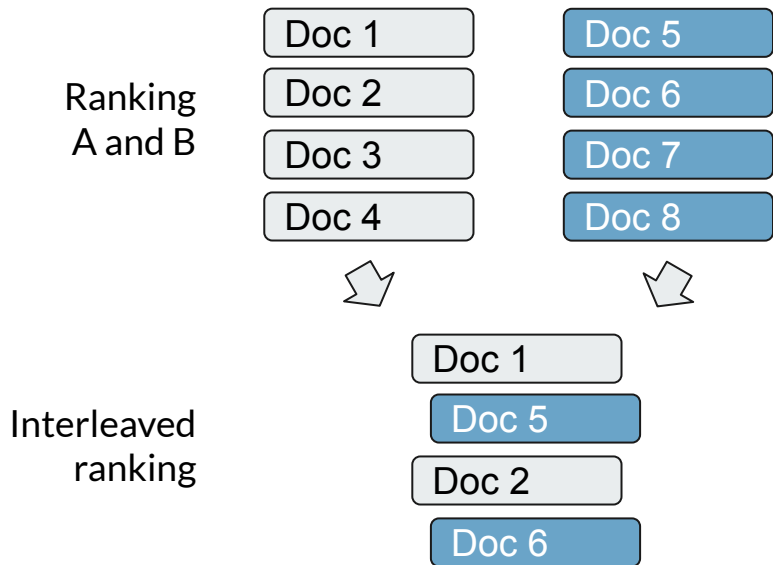 Ranking
A and B
Doc 1
Doc 2
Doc 3
Doc 4
Doc 5
Doc 6
Doc 7
Doc 8
Interleaved
ranking
Doc 1
Doc 5
Doc 2
Doc 6